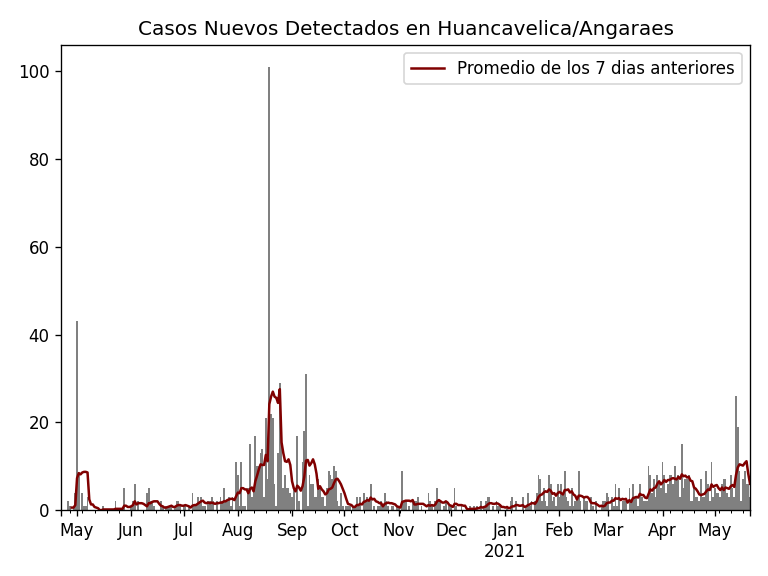 Casos Nuevos Detectados en Huancavelica/Angaraes
Promedio de los 7 dias anteriores
100
80
60
40
20
0
May Jun Jul Aug Sep Oct Nov Dec Jan Feb Mar Apr May
2021